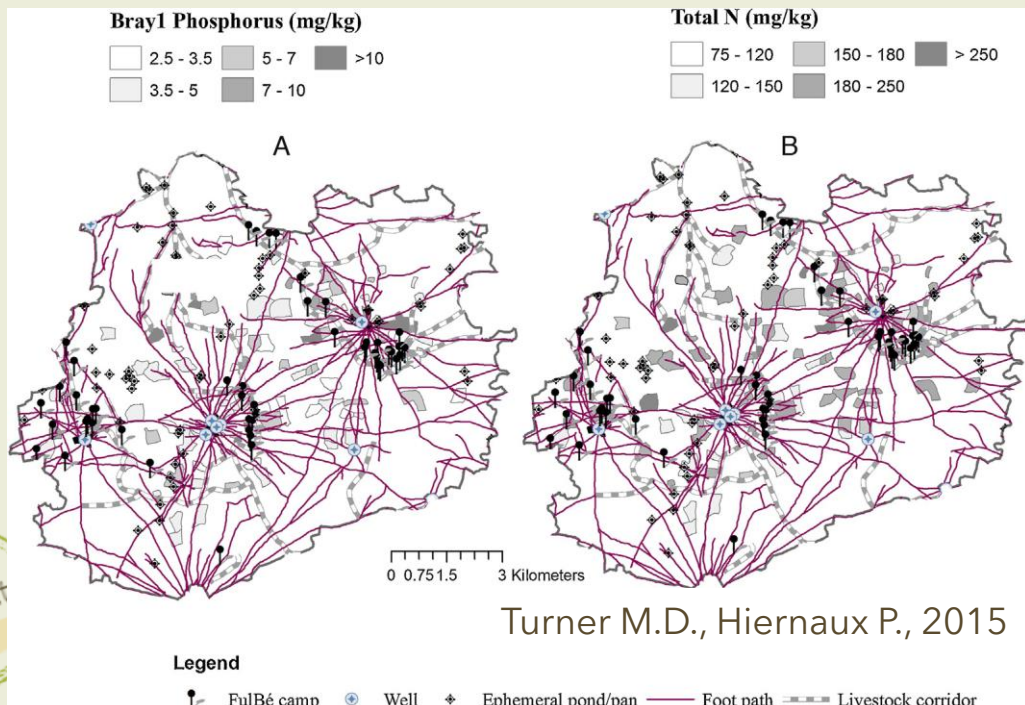 Bray1 Phosphorus (mg/kg)
2.5 - 3.5 5 - 7 >10
3.5 - 5 7 - 10
Total N (mg/kg)
75 - 120 150 - 180 > 250
120 - 150 180 - 250
A
B
0 0.75 1.5 3 Kilometers
Turner M.D., Hiernaux P., 2015
Legend
FulBé camp Well Ephemeral pond/pan Foot path Livestock corridor